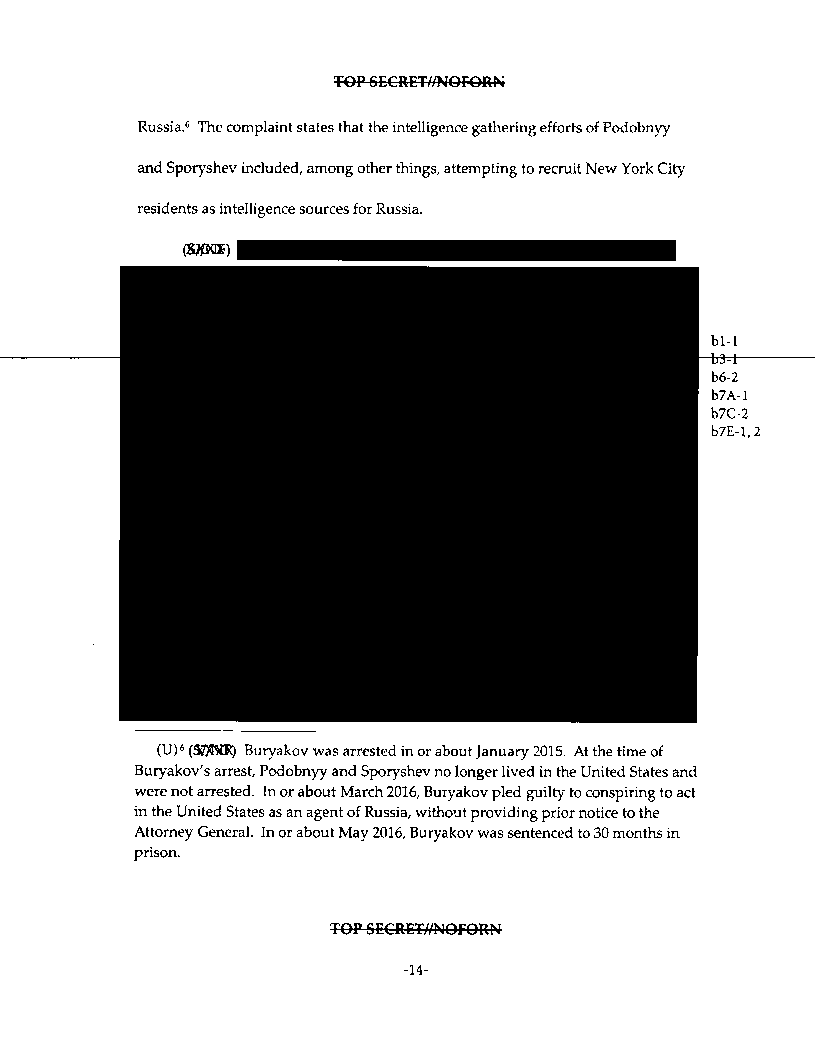 TOP SECRET//NOFORN
Russia.⁶ The complaint states that the intelligence gathering efforts of Podobnyy
and Sporyshev included, among other things, attempting to recruit New York City
residents as intelligence sources for Russia.
b1-1
b3-1
b6-2
b7A-1
b7C-2
b7E-1, 2
(U)⁶ Buryakov was arrested in or about January 2015. At the time of
Buryakov's arrest, Podobnyy and Sporyshev no longer lived in the United States and
were not arrested. In or about March 2016, Buryakov pled guilty to conspiring to act
in the United States as an agent of Russia, without providing prior notice to the
Attorney General. In or about May 2016, Buryakov was sentenced to 30 months in
prison.
TOP SECRET//NOFORN
-14-